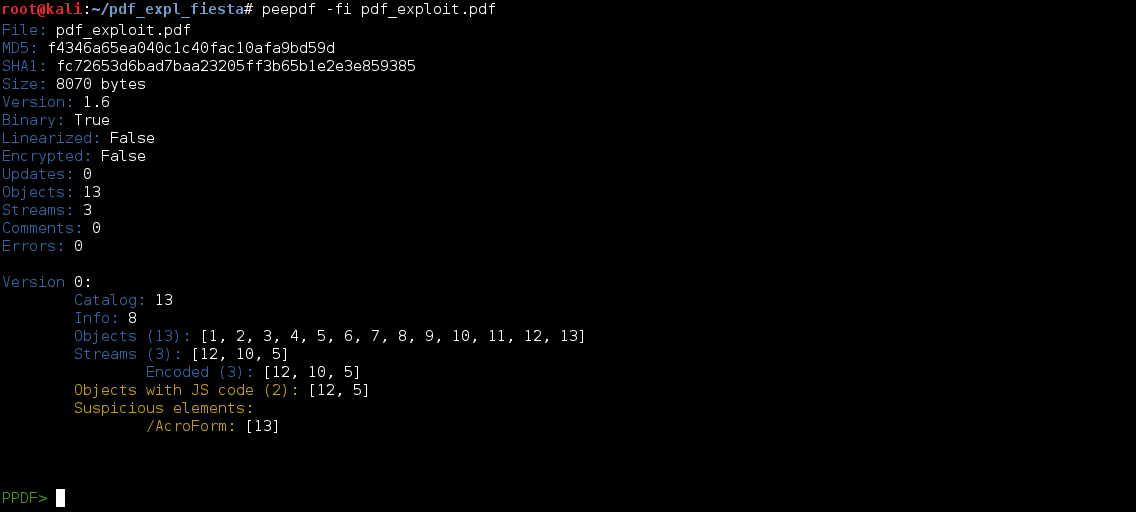 root@kali:~/pdf_expl_fiesta# peepdf -fi pdf_exploit.pdf
File: pdf_exploit.pdf
MD5: f4346a65ea040c1c40fac10afa9bd59d
SHA1: fc72653d6bad7baa23205ff3b65b1e2e3e859385
Size: 8070 bytes
Version: 1.6
Binary: True
Linearized: False
Encrypted: False
Updates: 0
Objects: 13
Streams: 3
Comments: 0
Errors: 0
Version 0:
Catalog: 13
Info: 8
Objects (13): [1, 2, 3, 4, 5, 6, 7, 8, 9, 10, 11, 12, 13]
Streams (3): [12, 10, 5]
Encoded (3): [12, 10, 5]
Objects with JS code (2): [12, 5]
Suspicious elements:
/AcroForm: [13]
PPDF>